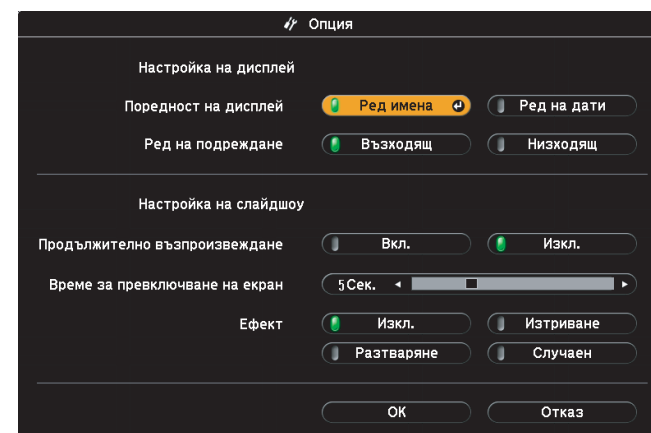 Опция
Настройка на дисплей
Поредност на дисплей Ред имена Ред на дати
Ред на подреждане Възходящ Низходящ
Настройка на слайдшоу
Продължително възпроизвеждане Вкл. Изкл.
Време за превключване на екран 5Сек.
Ефект Изкл. Изтриване
Разтваряне Случаен
OK Отказ